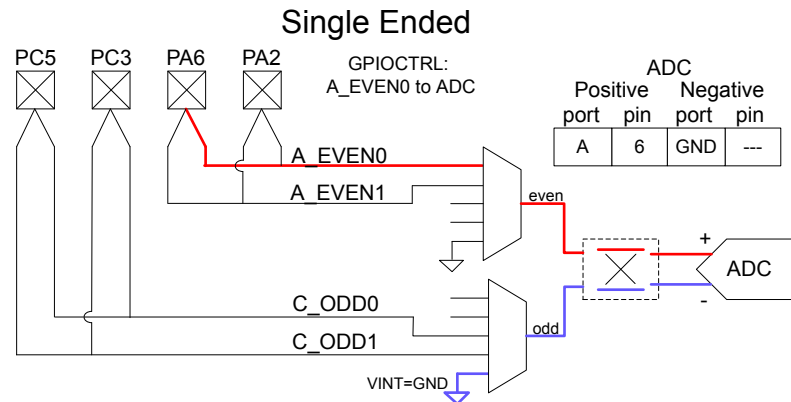 Single Ended
PC5 PC3 PA6 PA2
GPIOCTRL:
A_EVEN0 to ADC
ADC
Positive Negative
port pin port pin
A 6 GND ---
A_EVEN0
A_EVEN1
even
+
ADC
-
C_ODD0
odd
C_ODD1
VINT=GND